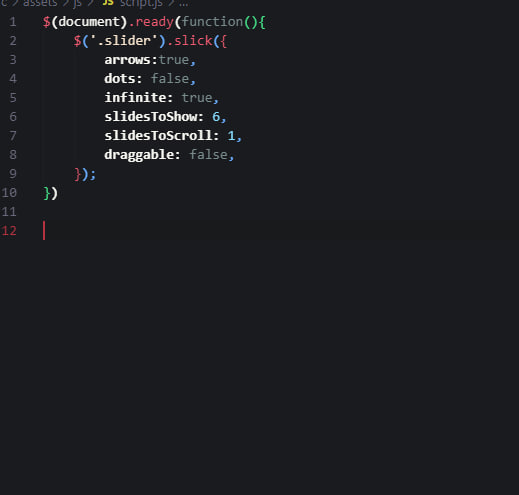 c > assets > js > JS script.js > ...
1 $(document).ready(function(){
2 $('.slider').slick({
3 arrows:true,
4 dots: false,
5 infinite: true,
6 slidesToShow: 6,
7 slidesToScroll: 1,
8 draggable: false,
9 });
10 })
11
12